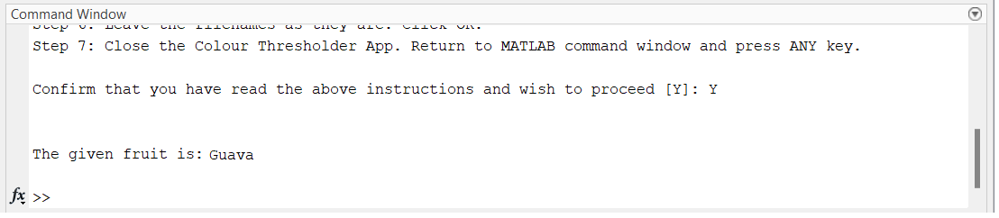 Command Window
Step 6: Leave the filenames as they are. Click OK.
Step 7: Close the Colour Thresholder App. Return to MATLAB command window and press ANY key.
Confirm that you have read the above instructions and wish to proceed [Y]: Y
The given fruit is: Guava
fx >>